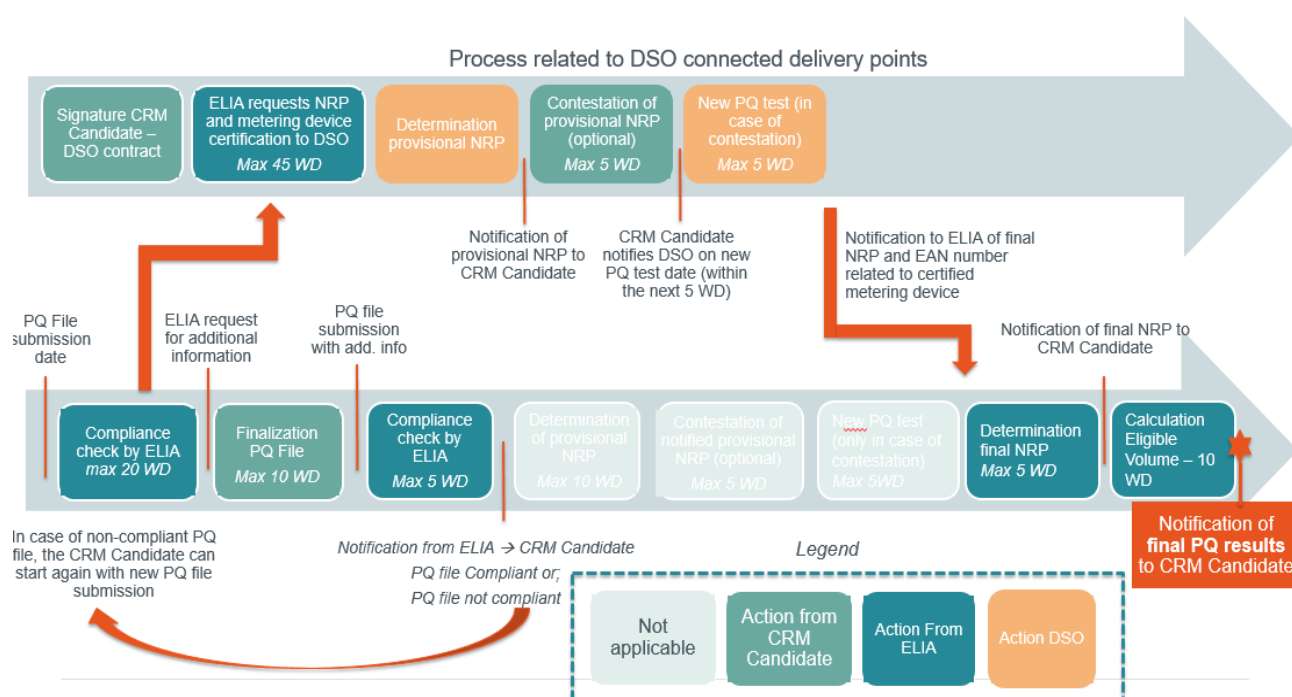 Process related to DSO connected delivery points
Signature CRM
Candidate –
DSO contract
ELIA requests NRP
and metering device
certification to DSO
Max 45 WD
Determination
provisional NRP
Contestation of
provisional NRP
(optional)
Max 5 WD
New PQ test (in
case of
contestation)
Max 5 WD
Notification of
provisional NRP to
CRM Candidate
CRM Candidate
notifies DSO on new
PQ test date (within
the next 5 WD)
Notification to ELIA of final
NRP and EAN number
related to certified
metering device
PQ File
submission
date
ELIA request
for additional
information
PQ file
submission
with add. info
Notification of final NRP to
CRM Candidate
Compliance
check by ELIA
max 20 WD
Finalization
PQ File
Max 10 WD
Compliance
check by
ELIA
Max 5 WD
Determination
of provisional
NRP
Max 10 WD
Contestation of
notified provisional
NRP (optional)
Max 5 WD
New PQ test
(only in case of
contestation)
Max 5WD
Determination
final NRP
Max 5 WD
Calculation
Eligible
Volume – 10
WD
In case of non-compliant PQ
file, the CRM Candidate can
start again with new PQ file
submission
Notification from ELIA → CRM Candidate
PQ file Compliant or;
PQ file not compliant
Notification of
final PQ results
to CRM Candidate
Legend
Not
applicable
Action from
CRM
Candidate
Action From
ELIA
Action DSO